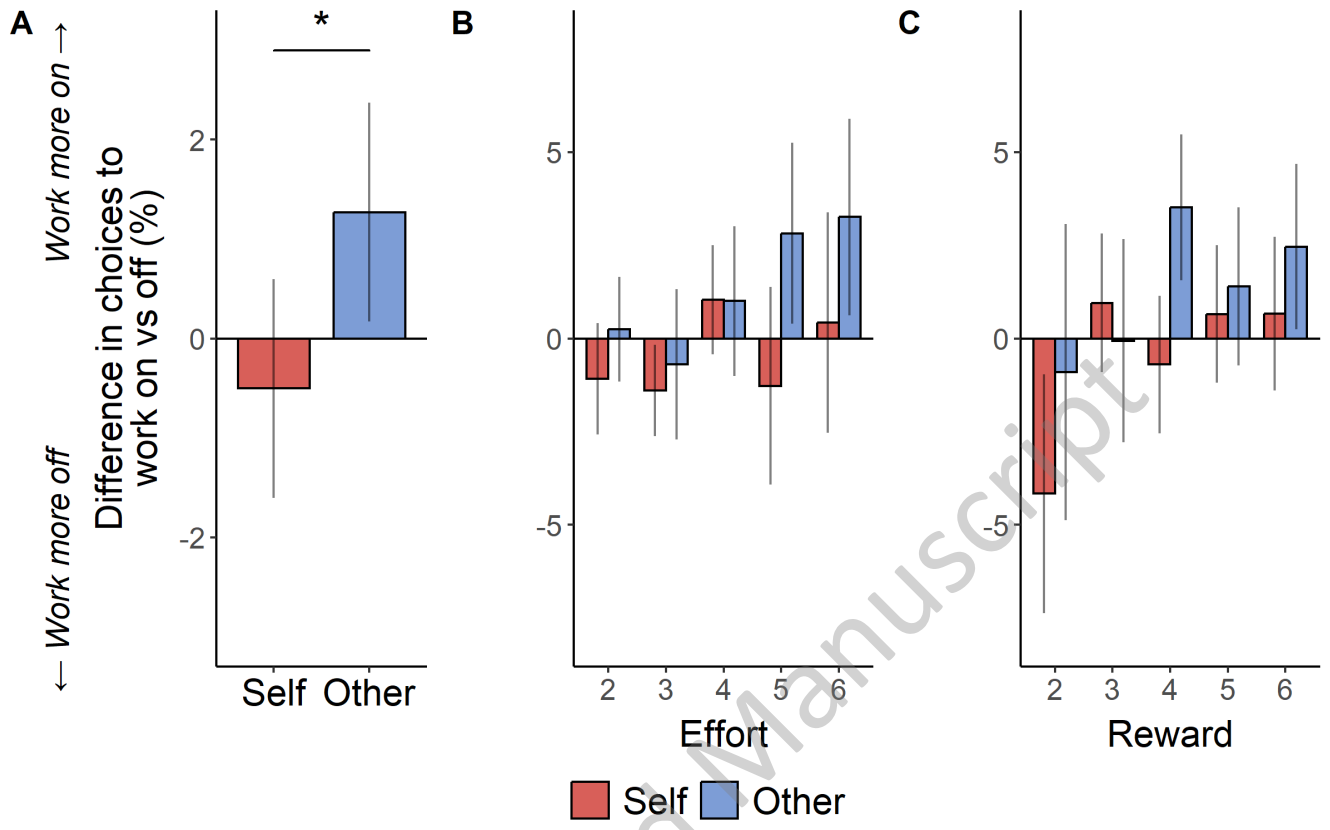 A
B
C
*
← Work more off
Work more on →
Difference in choices to
work on vs off (%)
2
0
-2
Self Other
5
0
-5
2 3 4 5 6
Effort
5
0
-5
2 3 4 5 6
Reward
Self Other
Manuscript